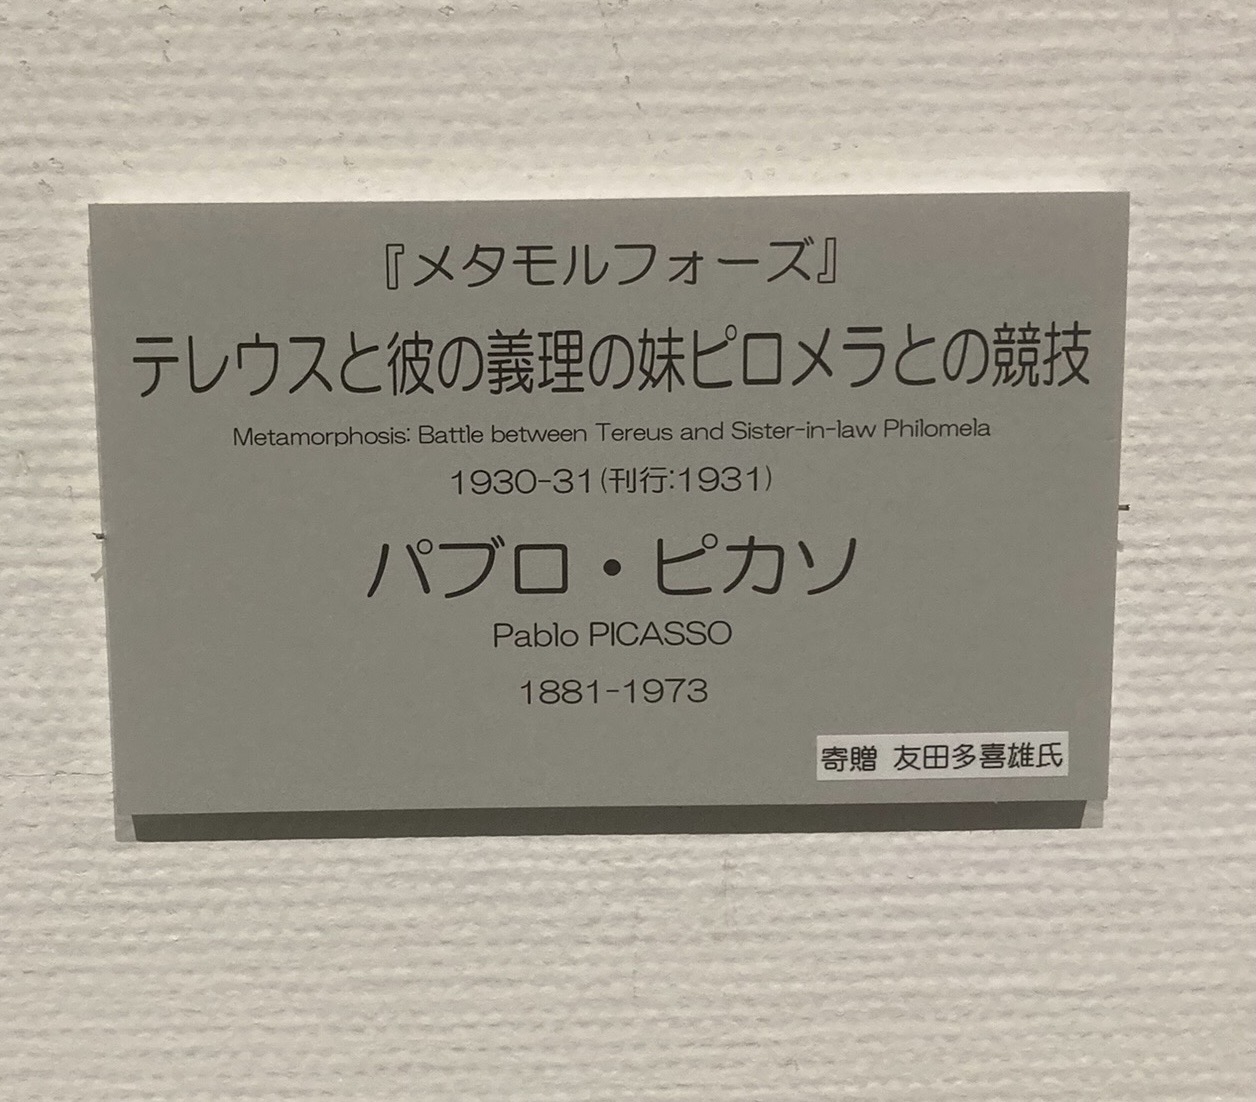 『メタモルフォーズ』
テレウスと彼の義理の妹ピロメラとの競技
Metamorphosis: Battle between Tereus and Sister-in-law Philomela
1930-31(刊行:1931)
パブロ・ピカソ
Pablo PICASSO
1881-1973
寄贈 友田多喜雄氏